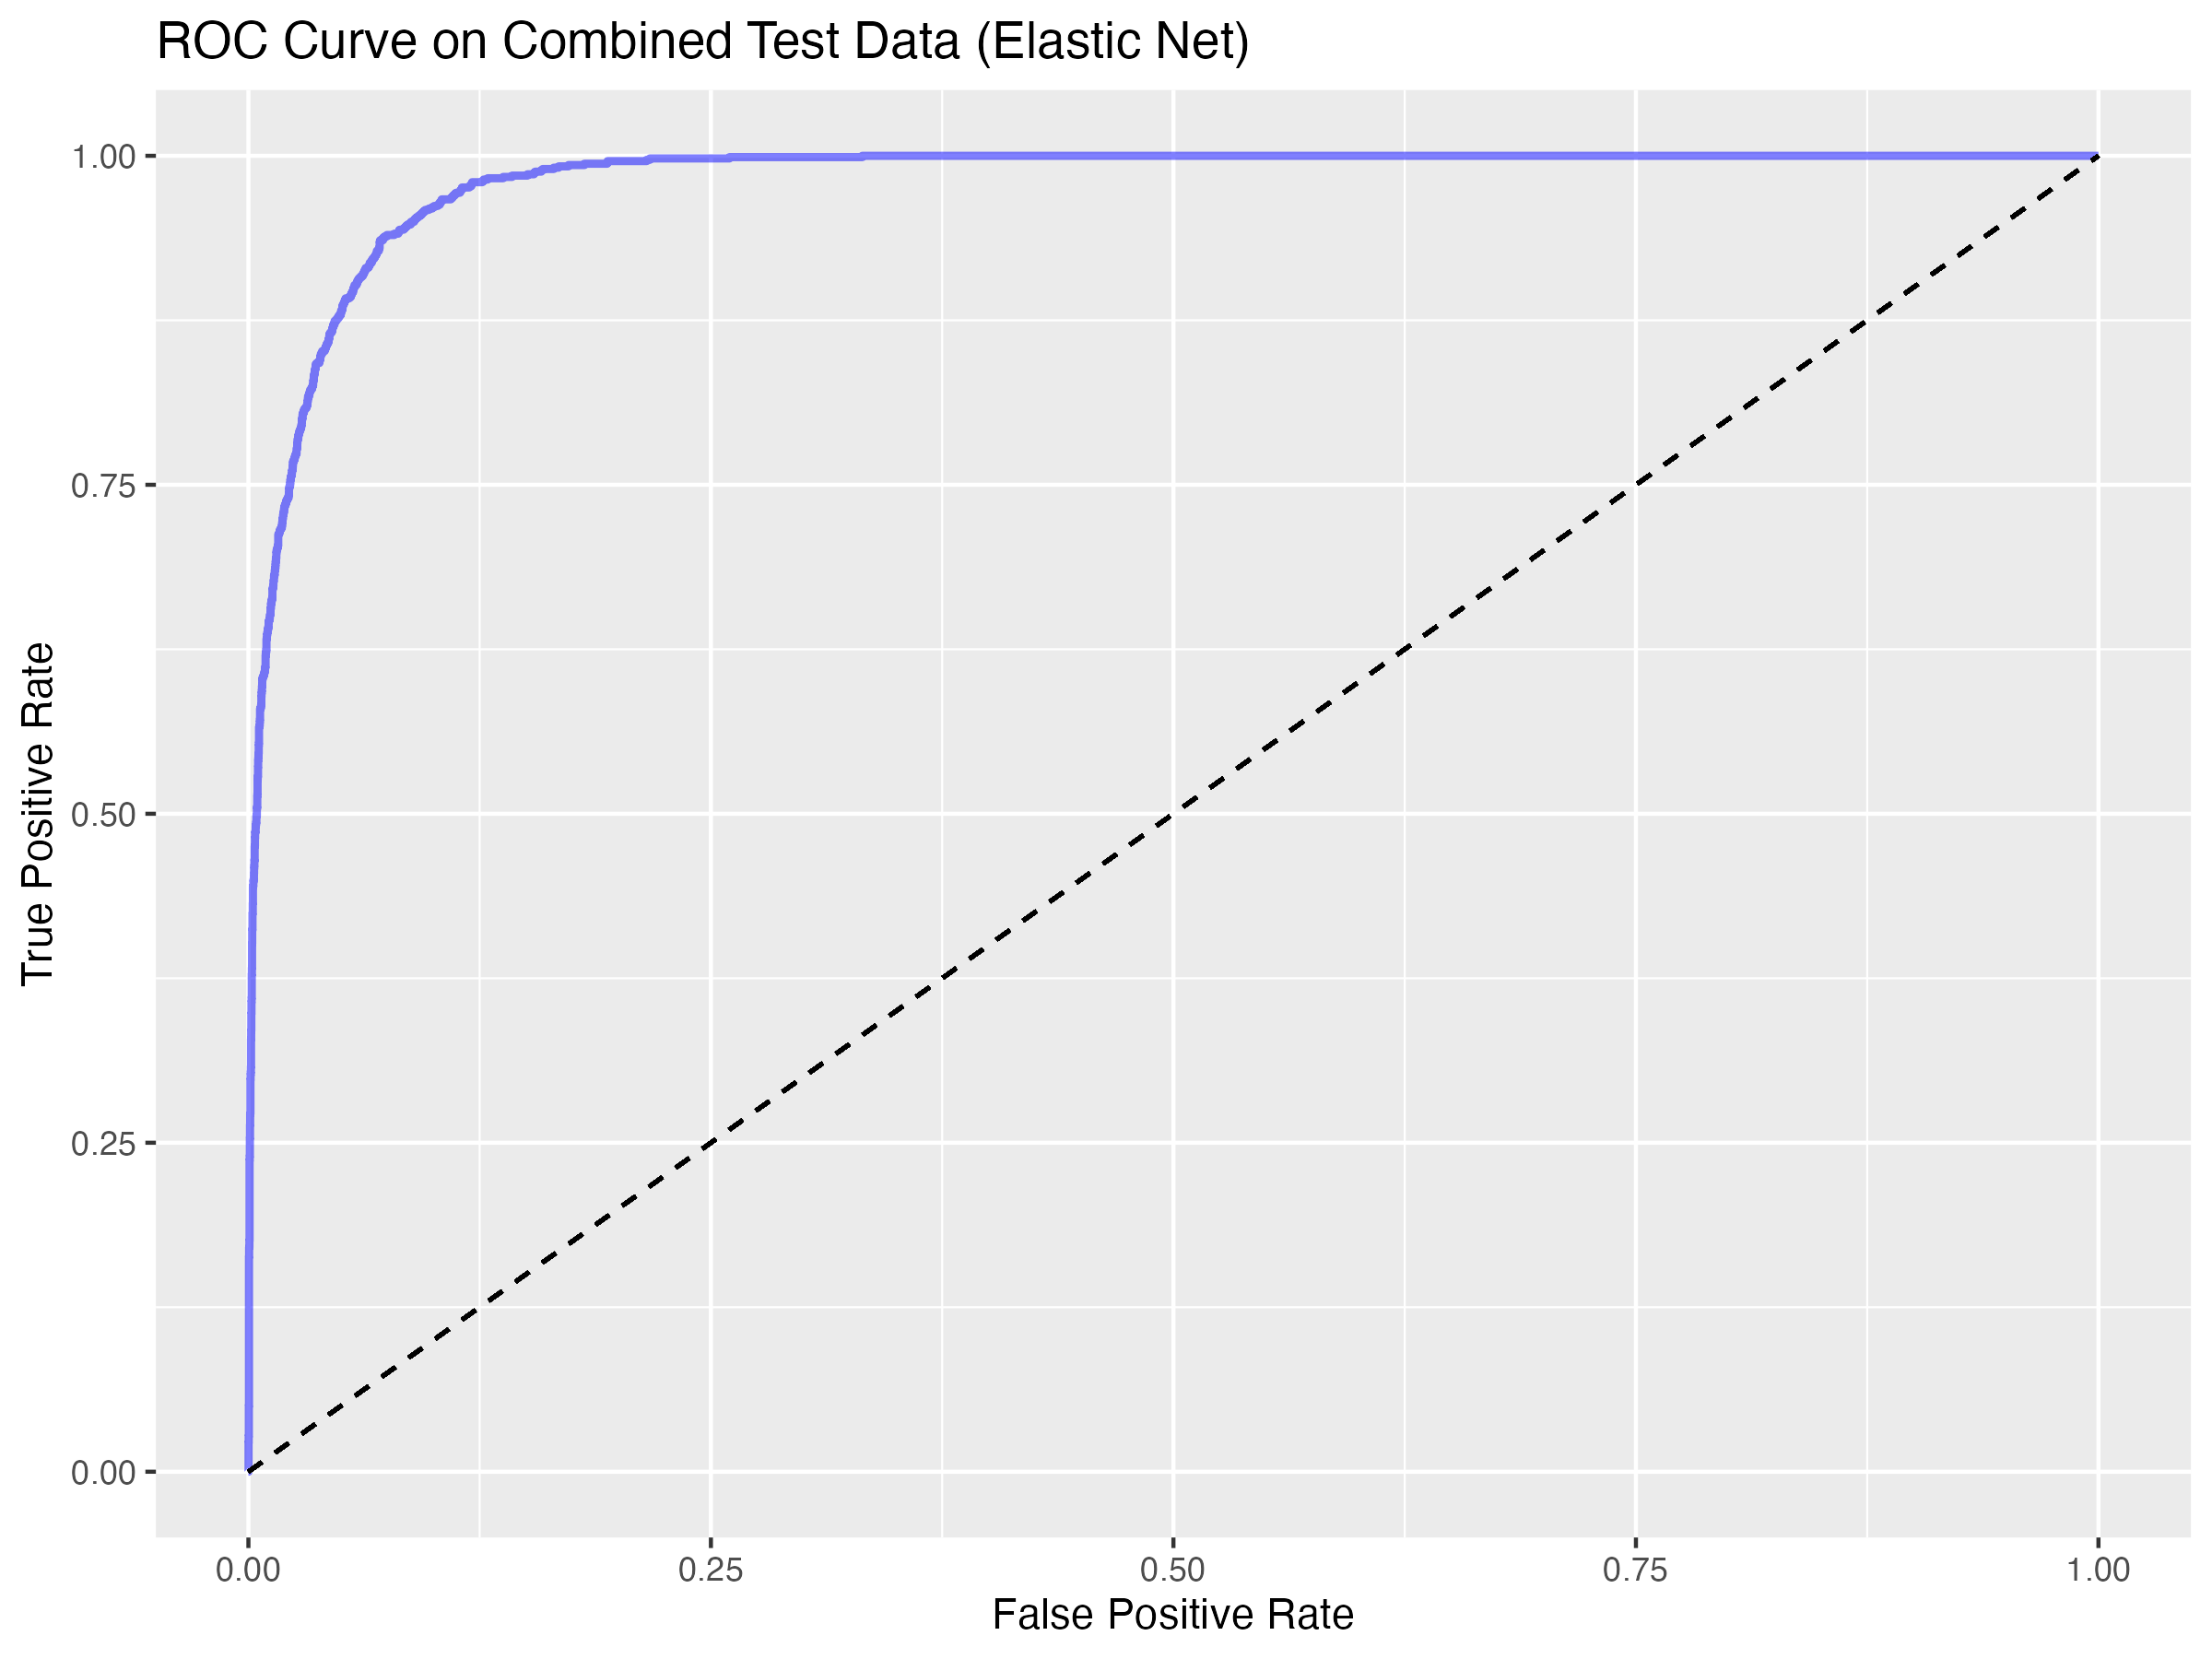 ROC Curve on Combined Test Data (Elastic Net)
1.00
0.75
0.50
0.25
0.00
True Positive Rate
0.00 0.25 0.50 0.75 1.00
False Positive Rate